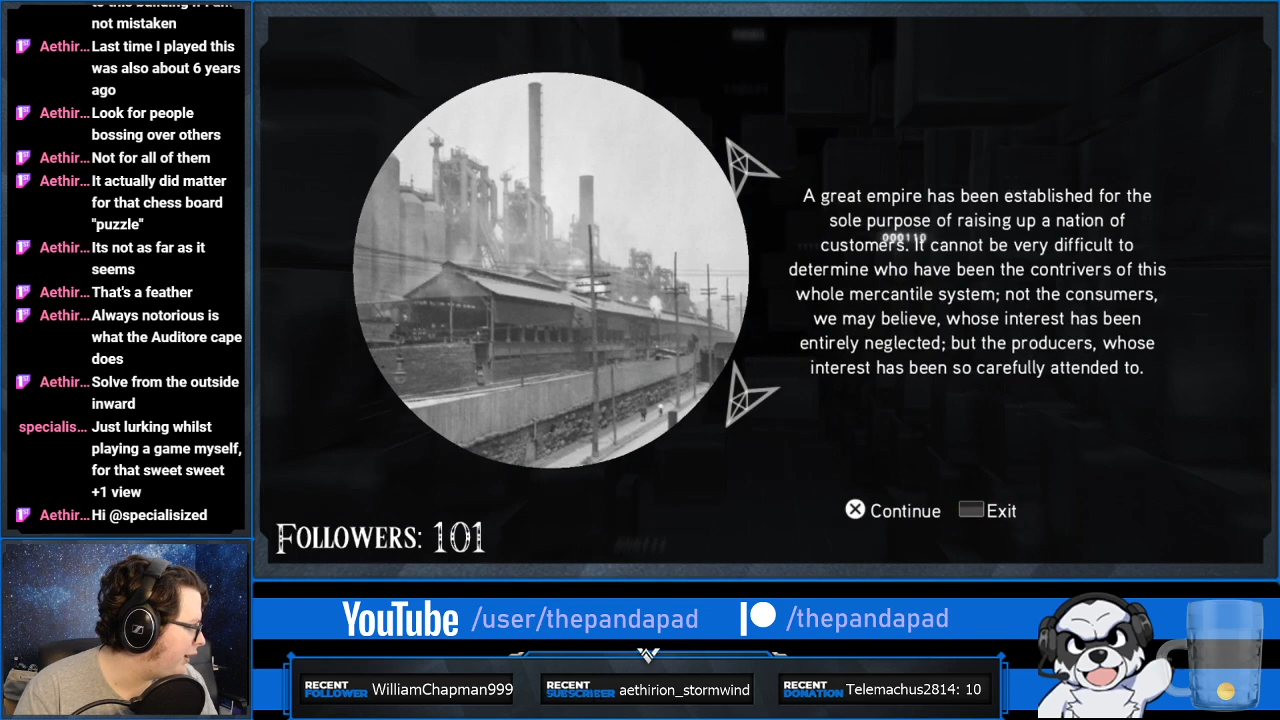 to this building if I am
not mistaken
Aethir... Last time I played this
was also about 6 years
ago
Aethir... Look for people
bossing over others
Aethir... Not for all of them
Aethir... It actually did matter
for that chess board
"puzzle"
Aethir... Its not as far as it
seems
Aethir... That's a feather
Aethir... Always notorious is
what the Auditore cape
does
Aethir... Solve from the outside
inward
specialis... Just lurking whilst
playing a game myself,
for that sweet sweet
+1 view
Aethir... Hi @specialisized
A great empire has been established for the
sole purpose of raising up a nation of
customers. It cannot be very difficult to
determine who have been the contrivers of this
whole mercantile system; not the consumers,
we may believe, whose interest has been
entirely neglected; but the producers, whose
interest has been so carefully attended to.
Continue Exit
Followers: 101
YouTube /user/thepandapad /thepandapad
RECENT FOLLOWER WilliamChapman999
RECENT SUBSCRIBER aethirion_stormwind
RECENT DONATION Telemachus2814: 10